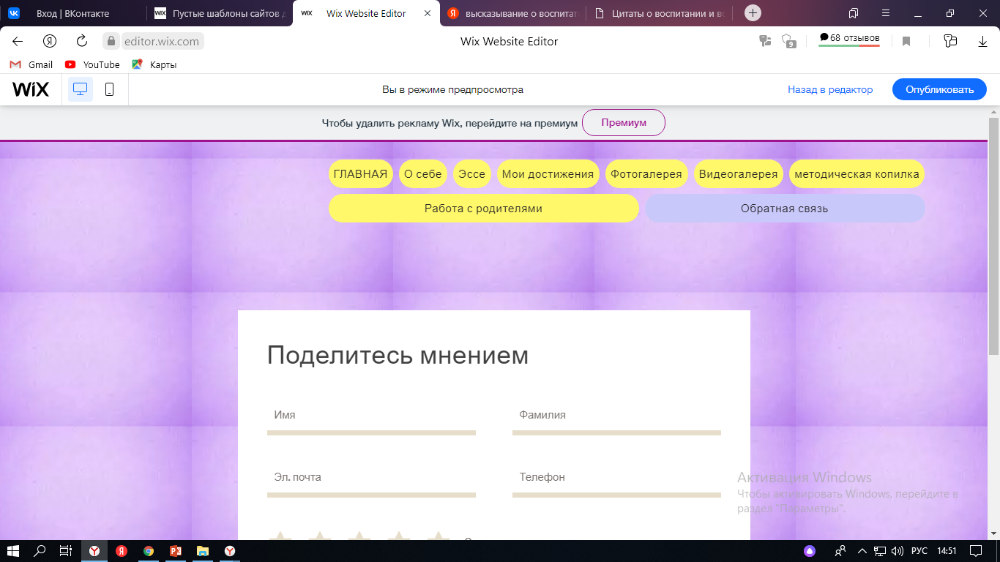 Вход | ВКонтакте
Пустые шаблоны сайтов д
Wix Website Editor
высказывание о воспитат
Цитаты о воспитании и вс
editor.wix.com
Wix Website Editor
9
68 отзывов
Gmail
YouTube
Карты
WiX
Вы в режиме предпросмотра
Назад в редактор
Опубликовать
Чтобы удалить рекламу Wix, перейдите на премиум
Премиум
ГЛАВНАЯ
О себе
Эссе
Мои достижения
Фотогалерея
Видеогалерея
методическая копилка
Работа с родителями
Обратная связь
Поделитесь мнением
Имя
Фамилия
Эл. почта
Телефон
Активация Windows
Чтобы активировать Windows, перейдите в
раздел "Параметры".
РУС
14:51